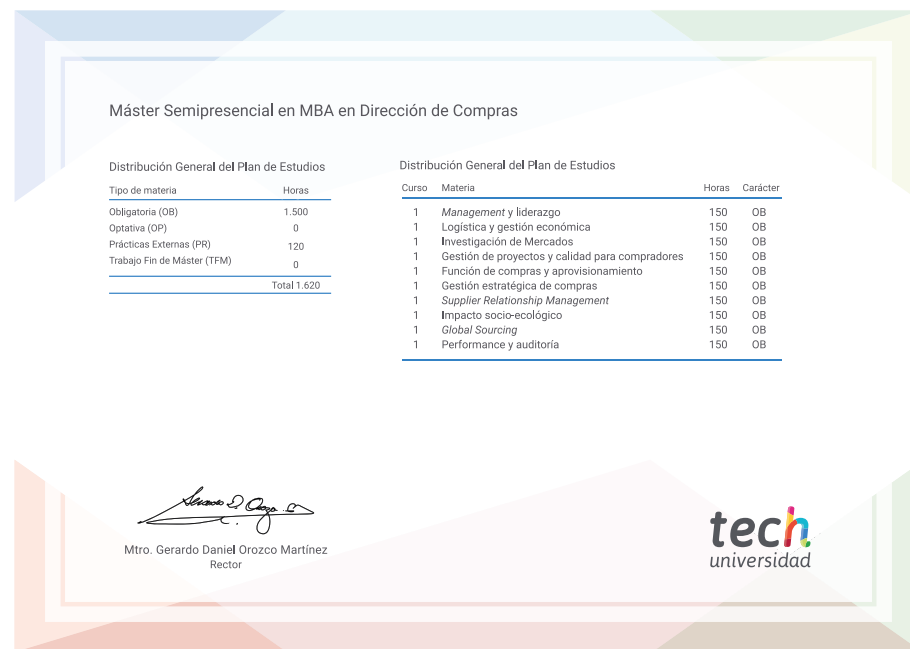 Máster Semipresencial en MBA en Dirección de Compras
Distribución General del Plan de Estudios
Tipo de materia Horas
Obligatoria (OB) 1.500
Optativa (OP) 0
Prácticas Externas (PR) 120
Trabajo Fin de Máster (TFM) 0
Total 1.620
Distribución General del Plan de Estudios
Curso Materia Horas Carácter
1 Management y liderazgo 150 OB
1 Logística y gestión económica 150 OB
1 Investigación de Mercados 150 OB
1 Gestión de proyectos y calidad para compradores 150 OB
1 Función de compras y aprovisionamiento 150 OB
1 Gestión estratégica de compras 150 OB
1 Supplier Relationship Management 150 OB
1 Impacto socio-ecológico 150 OB
1 Global Sourcing 150 OB
1 Performance y auditoría 150 OB
Mtro. Gerardo Daniel Orozco Martínez
Rector
tech
universidad